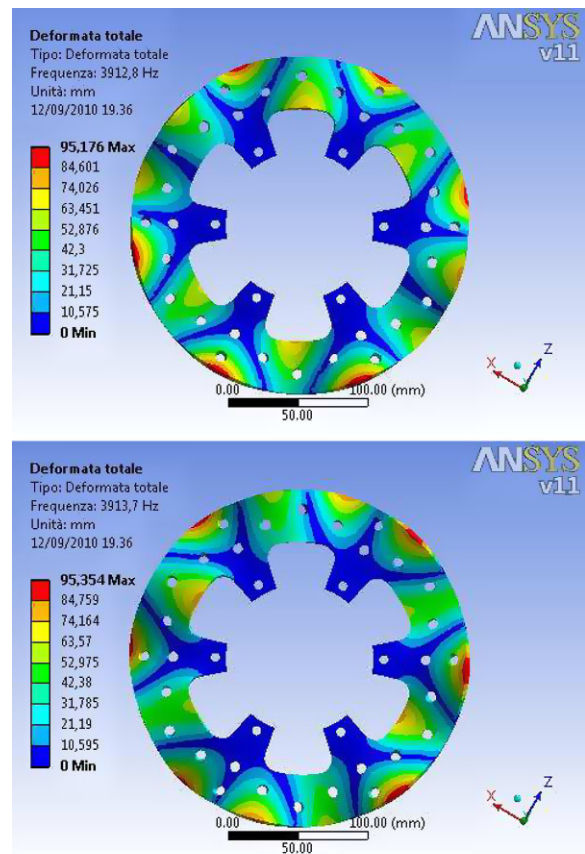 ANSYS
v11
Deformata totale
Tipo: Deformata totale
Frequenza: 3912,8 Hz
Unità: mm
12/09/2010 19.36
95,176 Max
84,601
74,026
63,451
52,876
42,3
31,725
21,15
10,575
0 Min
0.00 100.00 (mm)
50.00
X Z
ANSYS
v11
Deformata totale
Tipo: Deformata totale
Frequenza: 3913,7 Hz
Unità: mm
12/09/2010 19.36
95,354 Max
84,759
74,164
63,57
52,975
42,38
31,785
21,19
10,595
0 Min
0.00 100.00 (mm)
50.00
X Z